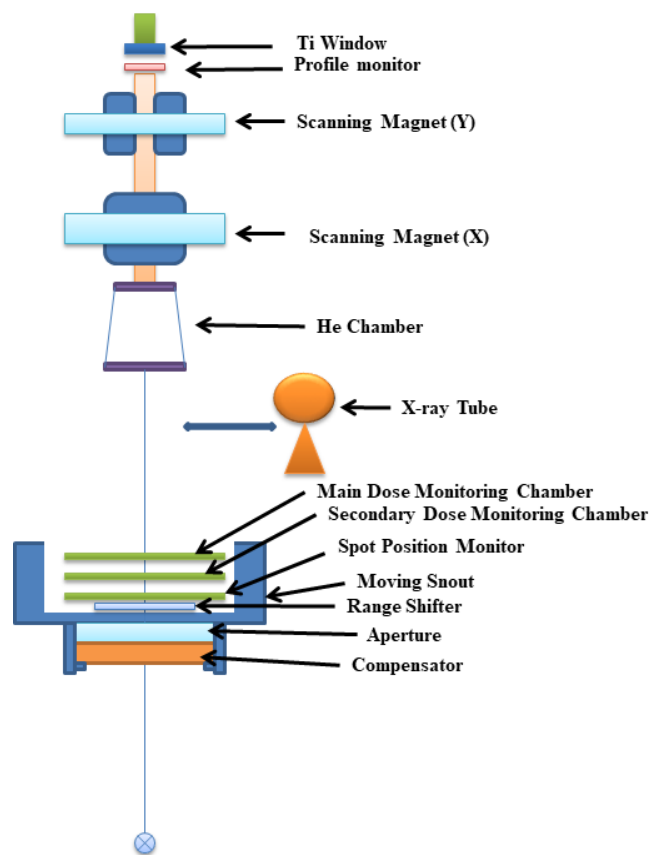 Ti Window
Profile monitor
Scanning Magnet (Y)
Scanning Magnet (X)
He Chamber
X-ray Tube
Main Dose Monitoring Chamber
Secondary Dose Monitoring Chamber
Spot Position Monitor
Moving Snout
Range Shifter
Aperture
Compensator